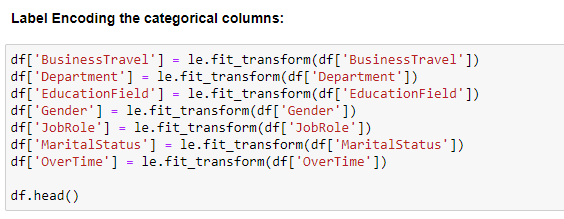 Label Encoding the categorical columns:
df['BusinessTravel'] = le.fit_transform(df['BusinessTravel'])
df['Department'] = le.fit_transform(df['Department'])
df['EducationField'] = le.fit_transform(df['EducationField'])
df['Gender'] = le.fit_transform(df['Gender'])
df['JobRole'] = le.fit_transform(df['JobRole'])
df['MaritalStatus'] = le.fit_transform(df['MaritalStatus'])
df['OverTime'] = le.fit_transform(df['OverTime'])
df.head()